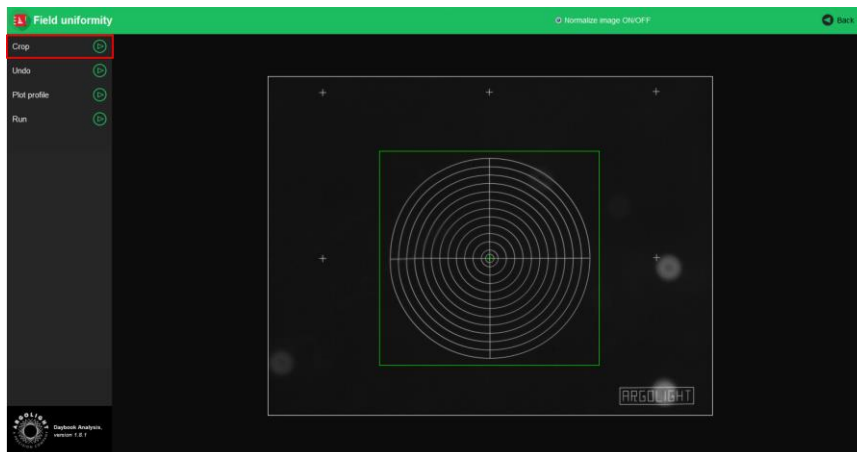 Field uniformity
Normalize image ON/OFF
Back
Crop
Undo
Plot profile
Run
ARGOLIGHT
ARGOLIGHT
Daybook Analysis,
version 1.8.1